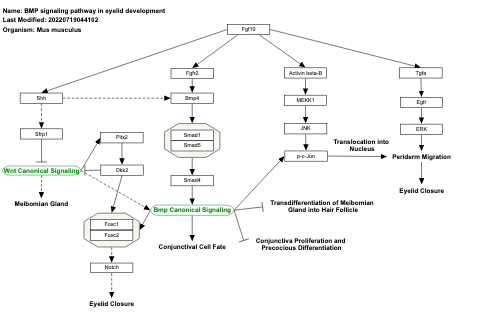 Name: BMP signaling pathway in eyelid development
Last Modified: 20220719044102
Organism: Mus musculus
Fgf10
Fgfr2
Activin beta-B
Tgfa
Shh
Bmp4
MEKK1
Egfr
Sfrp1
Pitx2
Smad1
Smad5
JNK
ERK
Translocation into
Nucleus
p-c-Jun
Periderm Migration
Wnt Canonical Signaling
Dkk2
Smad4
Eyelid Closure
Meibomian Gland
Bmp Canonical Signaling
Transdifferentiation of Meibomian
Gland into Hair Follicle
Foxc1
Foxc2
Conjunctival Cell Fate
Conjunctiva Proliferation and
Precocious Differentiation
Notch
Eyelid Closure